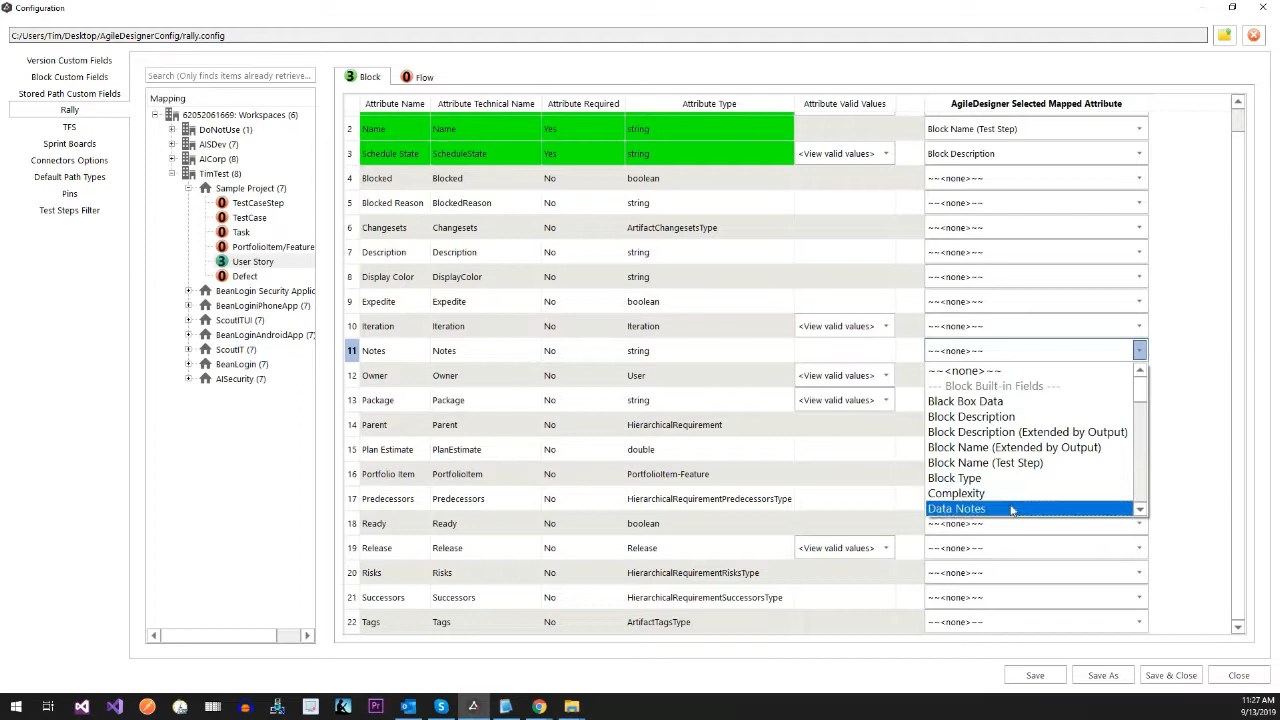 Configuration
C:/Users/Tim/Desktop/AgileDesignerConfig/rally.config
Version Custom Fields
Block Custom Fields
Stored Path Custom Fields
Rally
TFS
Sprint Boards
Connectors Options
Default Path Types
Pins
Test Steps Filter
Search (Only finds items already retrieve...
Mapping
62052061669: Workspaces (6)
DoNotUse (1)
AISDev (7)
AICorp (8)
TimTest (8)
Sample Project (7)
0 TestCaseStep
0 TestCase
0 Task
0 PortfolioItem/Feature
3 User Story
0 Defect
BeanLogin Security Applic
BeanLoginiPhoneApp (7)
ScoutITUI (7)
BeanLoginAndroidApp (7)
ScoutIT (7)
BeanLogin (7)
AISecurity (7)
3 Block 0 Flow
Attribute Name Attribute Technical Name Attribute Required Attribute Type Attribute Valid Values AgileDesigner Selected Mapped Attribute
2 Name Name Yes string Block Name (Test Step)
3 Schedule State ScheduleState Yes string <View valid values> Block Description
4 Blocked Blocked No boolean ~~<none>~~
5 Blocked Reason BlockedReason No string ~~<none>~~
6 Changesets Changesets No ArtifactChangesetsType ~~<none>~~
7 Description Description No string ~~<none>~~
8 Display Color DisplayColor No string ~~<none>~~
9 Expedite Expedite No boolean ~~<none>~~
10 Iteration Iteration No Iteration <View valid values> ~~<none>~~
11 Notes Notes No string ~~<none>~~
12 Owner Owner No User <View valid values>
13 Package Package No string <View valid values>
14 Parent Parent No HierarchicalRequirement
15 Plan Estimate PlanEstimate No double
16 Portfolio Item PortfolioItem No PortfolioItem-Feature
17 Predecessors Predecessors No HierarchicalRequirementPredecessorsType
18 Ready Ready No boolean ~~<none>~~
19 Release Release No Release <View valid values> ~~<none>~~
20 Risks Risks No HierarchicalRequirementRisksType ~~<none>~~
21 Successors Successors No HierarchicalRequirementSuccessorsType ~~<none>~~
22 Tags Tags No ArtifactTagsType ~~<none>~~
~~<none>~~
--- Block Built-in Fields ---
Black Box Data
Block Description
Block Description (Extended by Output)
Block Name (Extended by Output)
Block Name (Test Step)
Block Type
Complexity
Data Notes
Save Save As Save & Close Close
Pr
11:27 AM
9/13/2019